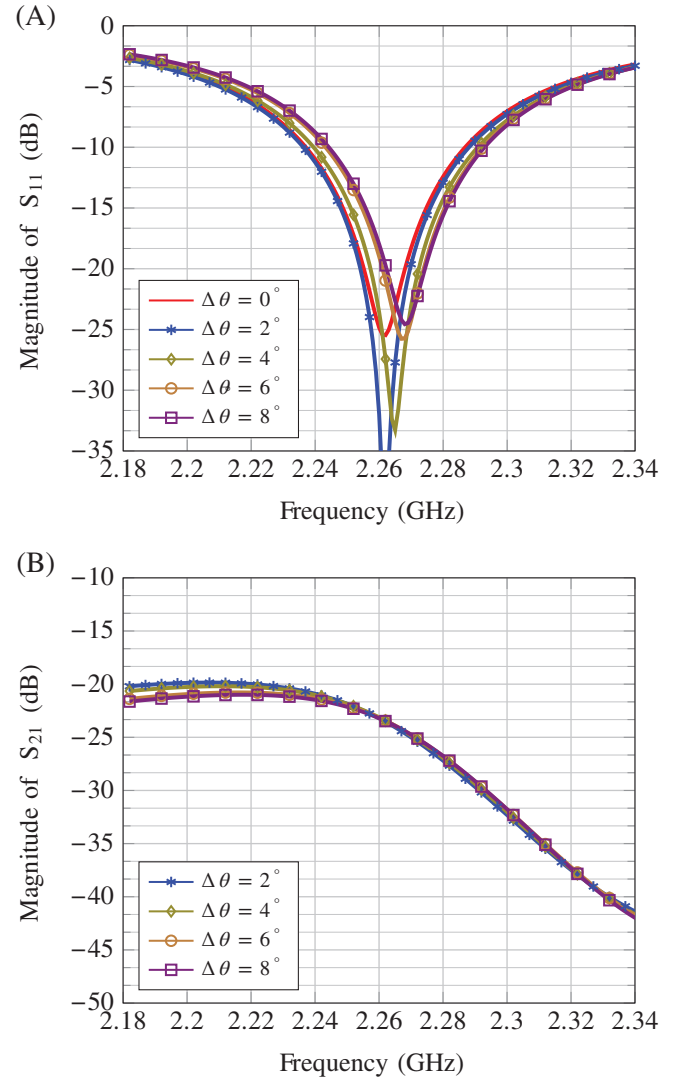 (A)
0
−5
−10
−15
−20
−25
−30
−35
Magnitude of S11 (dB)
Δθ = 0°
Δθ = 2°
Δθ = 4°
Δθ = 6°
Δθ = 8°
2.18 2.2 2.22 2.24 2.26 2.28 2.3 2.32 2.34
Frequency (GHz)
(B)
−10
−15
−20
−25
−30
−35
−40
−45
−50
Magnitude of S21 (dB)
Δθ = 2°
Δθ = 4°
Δθ = 6°
Δθ = 8°
2.18 2.2 2.22 2.24 2.26 2.28 2.3 2.32 2.34
Frequency (GHz)